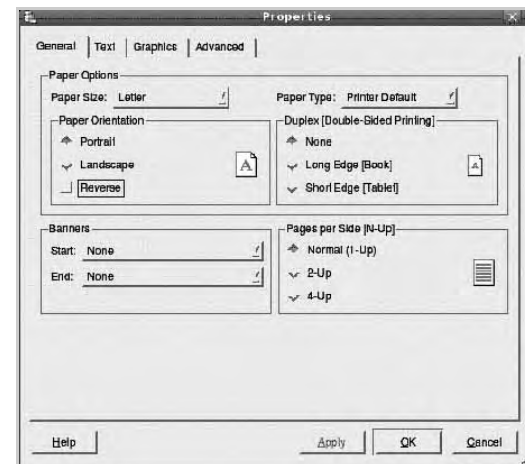 Properties
General Text Graphics Advanced
Paper Options
Paper Size: Letter Paper Type: Printer Default
Paper Orientation Duplex [Double-Sided Printing]
Portrait None
Landscape A Long Edge [Book] A
Reverse Short Edge [Tablet]
Banners Pages per Side [N-Up]
Start: None Normal (1-Up)
End: None 2-Up
4-Up
Help Apply OK Cancel